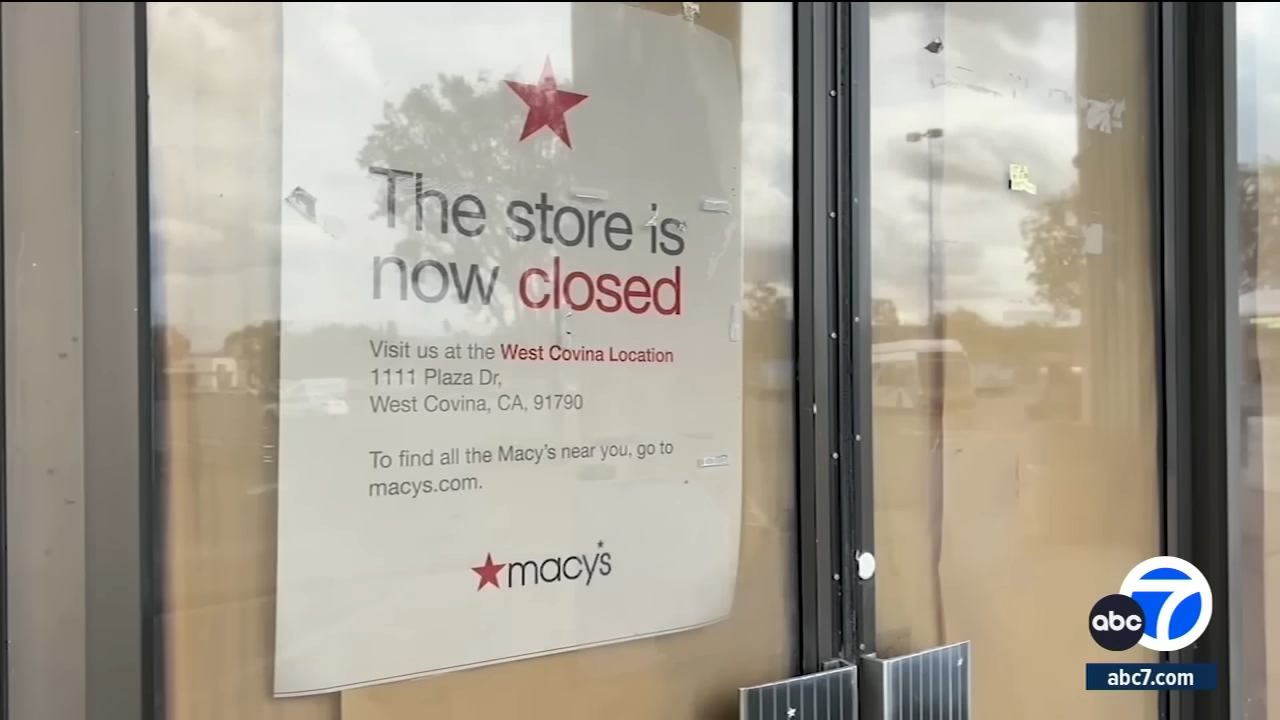 The store is
now closed
Visit us at the West Covina Location
1111 Plaza Dr,
West Covina, CA, 91790
To find all the Macy's near you, go to
macys.com.
macy's
abc 7
abc7.com